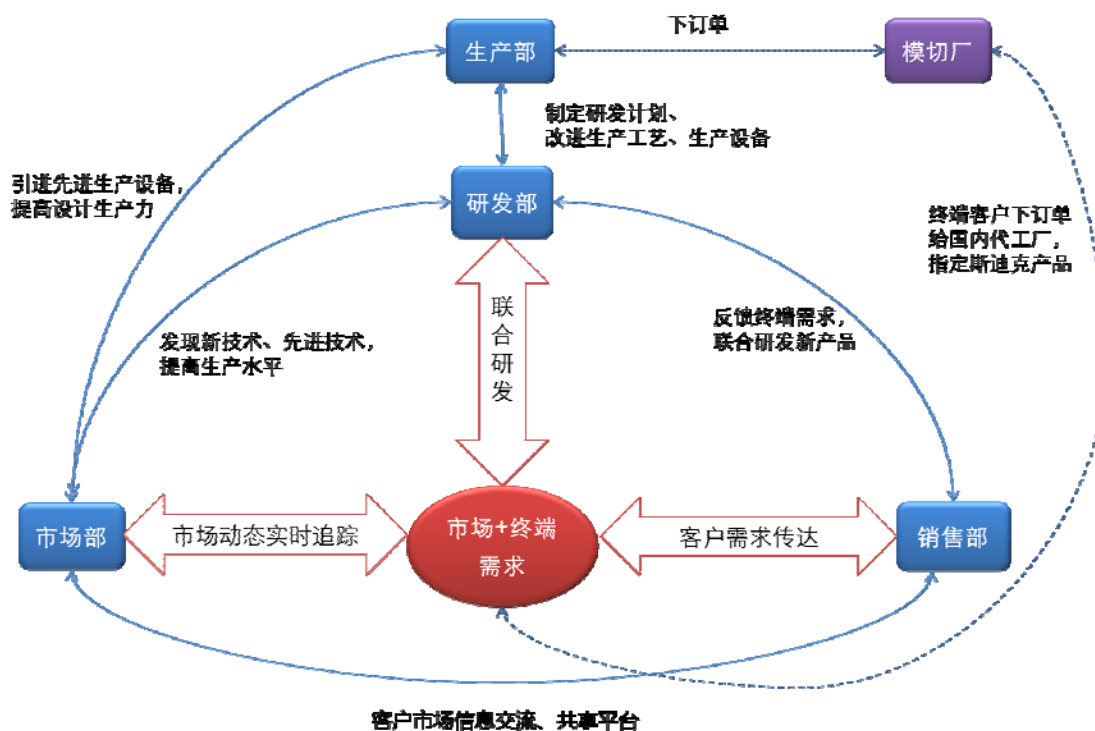 下订单
生产部
模切厂
制定研发计划、
改进生产工艺、生产设备
引进先进生产设备，
提高设计生产力
研发部
终端客户下订单
给国内代工厂，
指定斯迪克产品
联合研发
发现新技术、先进技术，
提高生产水平
反馈终端需求，
联合研发新产品
市场部
市场动态实时追踪
市场+终端
需求
客户需求传达
销售部
客户市场信息交流、共享平台